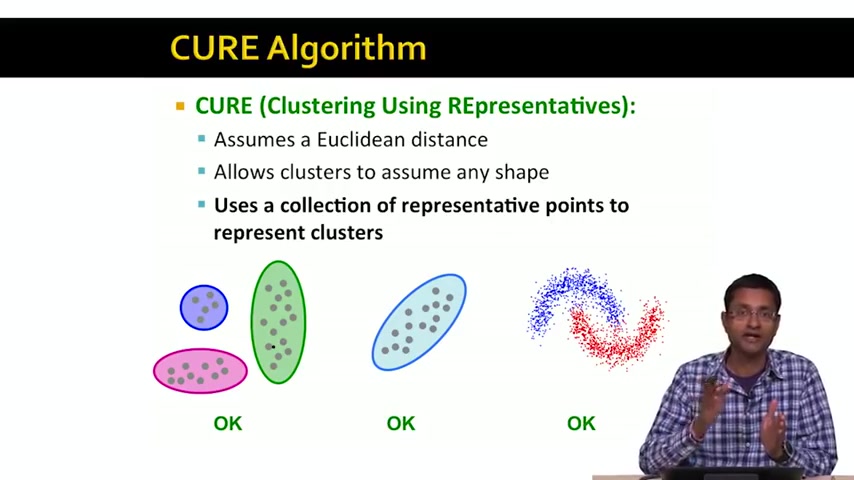 CURE Algorithm
CURE (Clustering Using REpresentatives):
Assumes a Euclidean distance
Allows clusters to assume any shape
Uses a collection of representative points to
represent clusters
OK OK OK